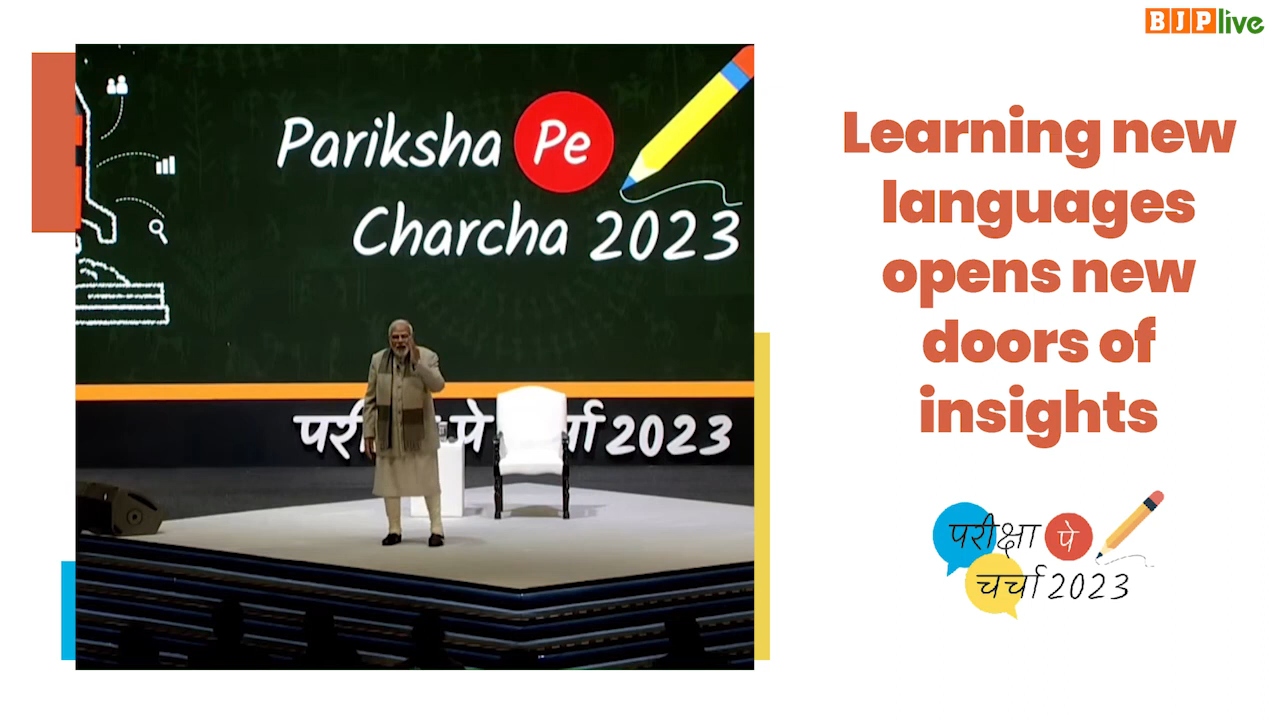 BJPlive
Pariksha Pe
Charcha 2023
2023
Learning new
languages
opens new
doors of
insights
परीक्षा पे
चर्चा 2023